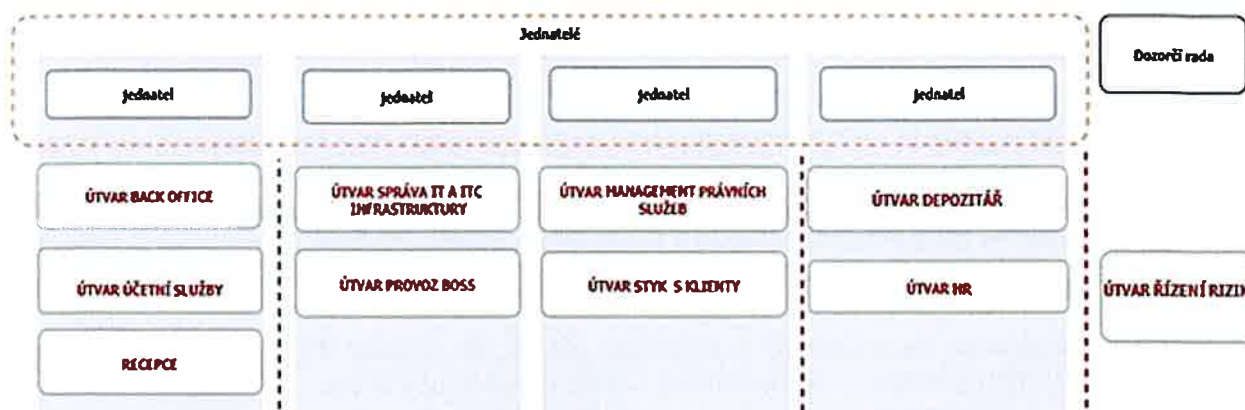 Jednatelé
Dozorčí rada
Jednatel
Jednatel
Jednatel
Jednatel
ÚTVAR BACK OFFICE
ÚTVAR SPRÁVA IT A ITC
INFRASTRUKTURY
ÚTVAR MANAGEMENT PRÁVNÍCH
SLUŽEB
ÚTVAR DEPOZITÁŘ
ÚTVAR ÚČETNÍ SLUŽBY
ÚTVAR PROVOZ BOSS
ÚTVAR STYK S KLIENTY
ÚTVAR HR
ÚTVAR ŘÍZENÍ RIZIK
RECEPCE